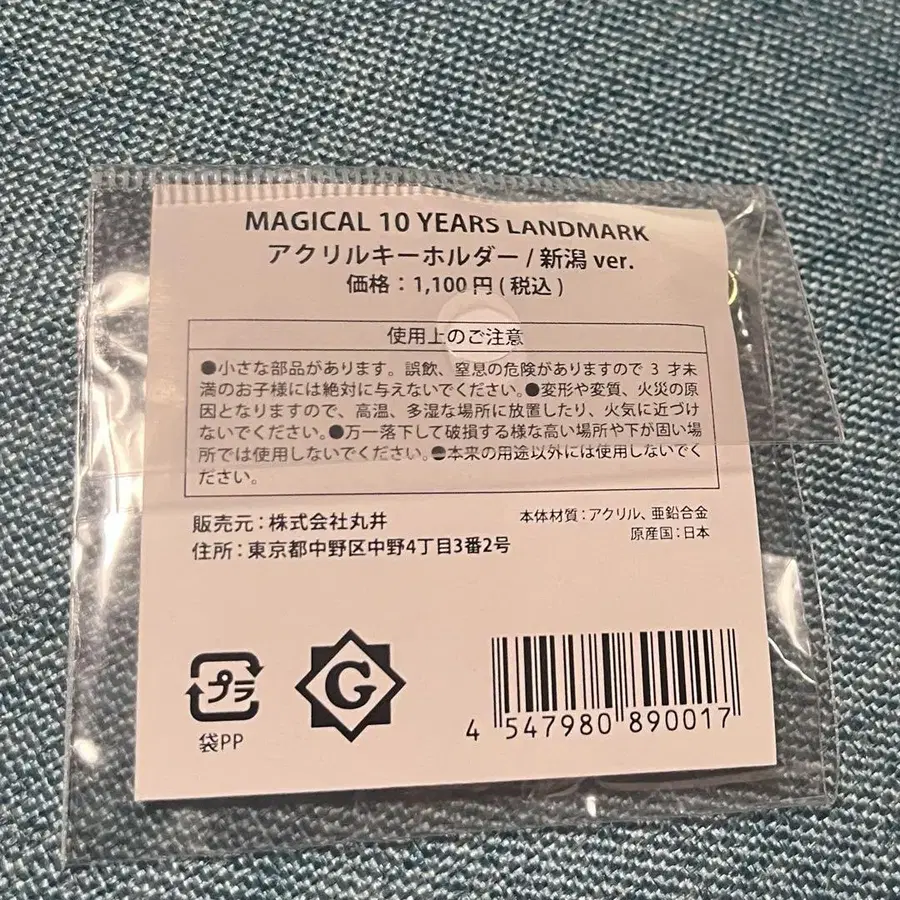 MAGICAL 10 YEARS LANDMARK
アクリルキーホルダー / 新潟 ver.
価格：1,100円 (税込)
使用上のご注意
●小さな部品があります。誤飲、窒息の危険がありますので 3 才未
満のお子様には絶対に与えないでください。●変形や変質、火災の原
因となりますので、高温、多湿な場所に放置したり、火気に近づけ
ないでください。●万一落下して破損する様な高い場所や下が固い場
所では使用しないでください。●本来の用途以外には使用しないでく
ださい。
販売元：株式会社丸井
住所：東京都中野区中野4丁目3番2号
本体材質：アクリル、亜鉛合金
原産国：日本
プラ
袋PP
G
4 547980 890017